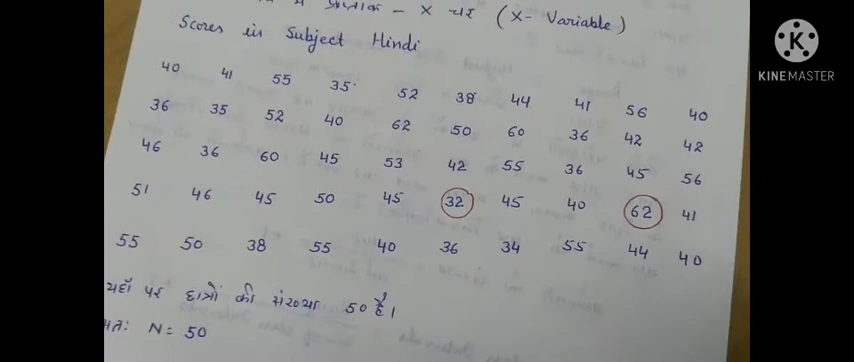 प्राप्तांक - X चर (X- Variable)
Scores in Subject Hindi
40 41 55 35 52 38 44 41 56 40
36 35 52 40 62 50 60 36 42 42
46 36 60 45 53 42 55 36 45 56
51 46 45 50 45 32 45 40 62 41
55 50 38 55 40 36 34 55 44 40
यहाँ पर छात्रों की संख्या 50 है।
अतः N = 50
K
KINEMASTER